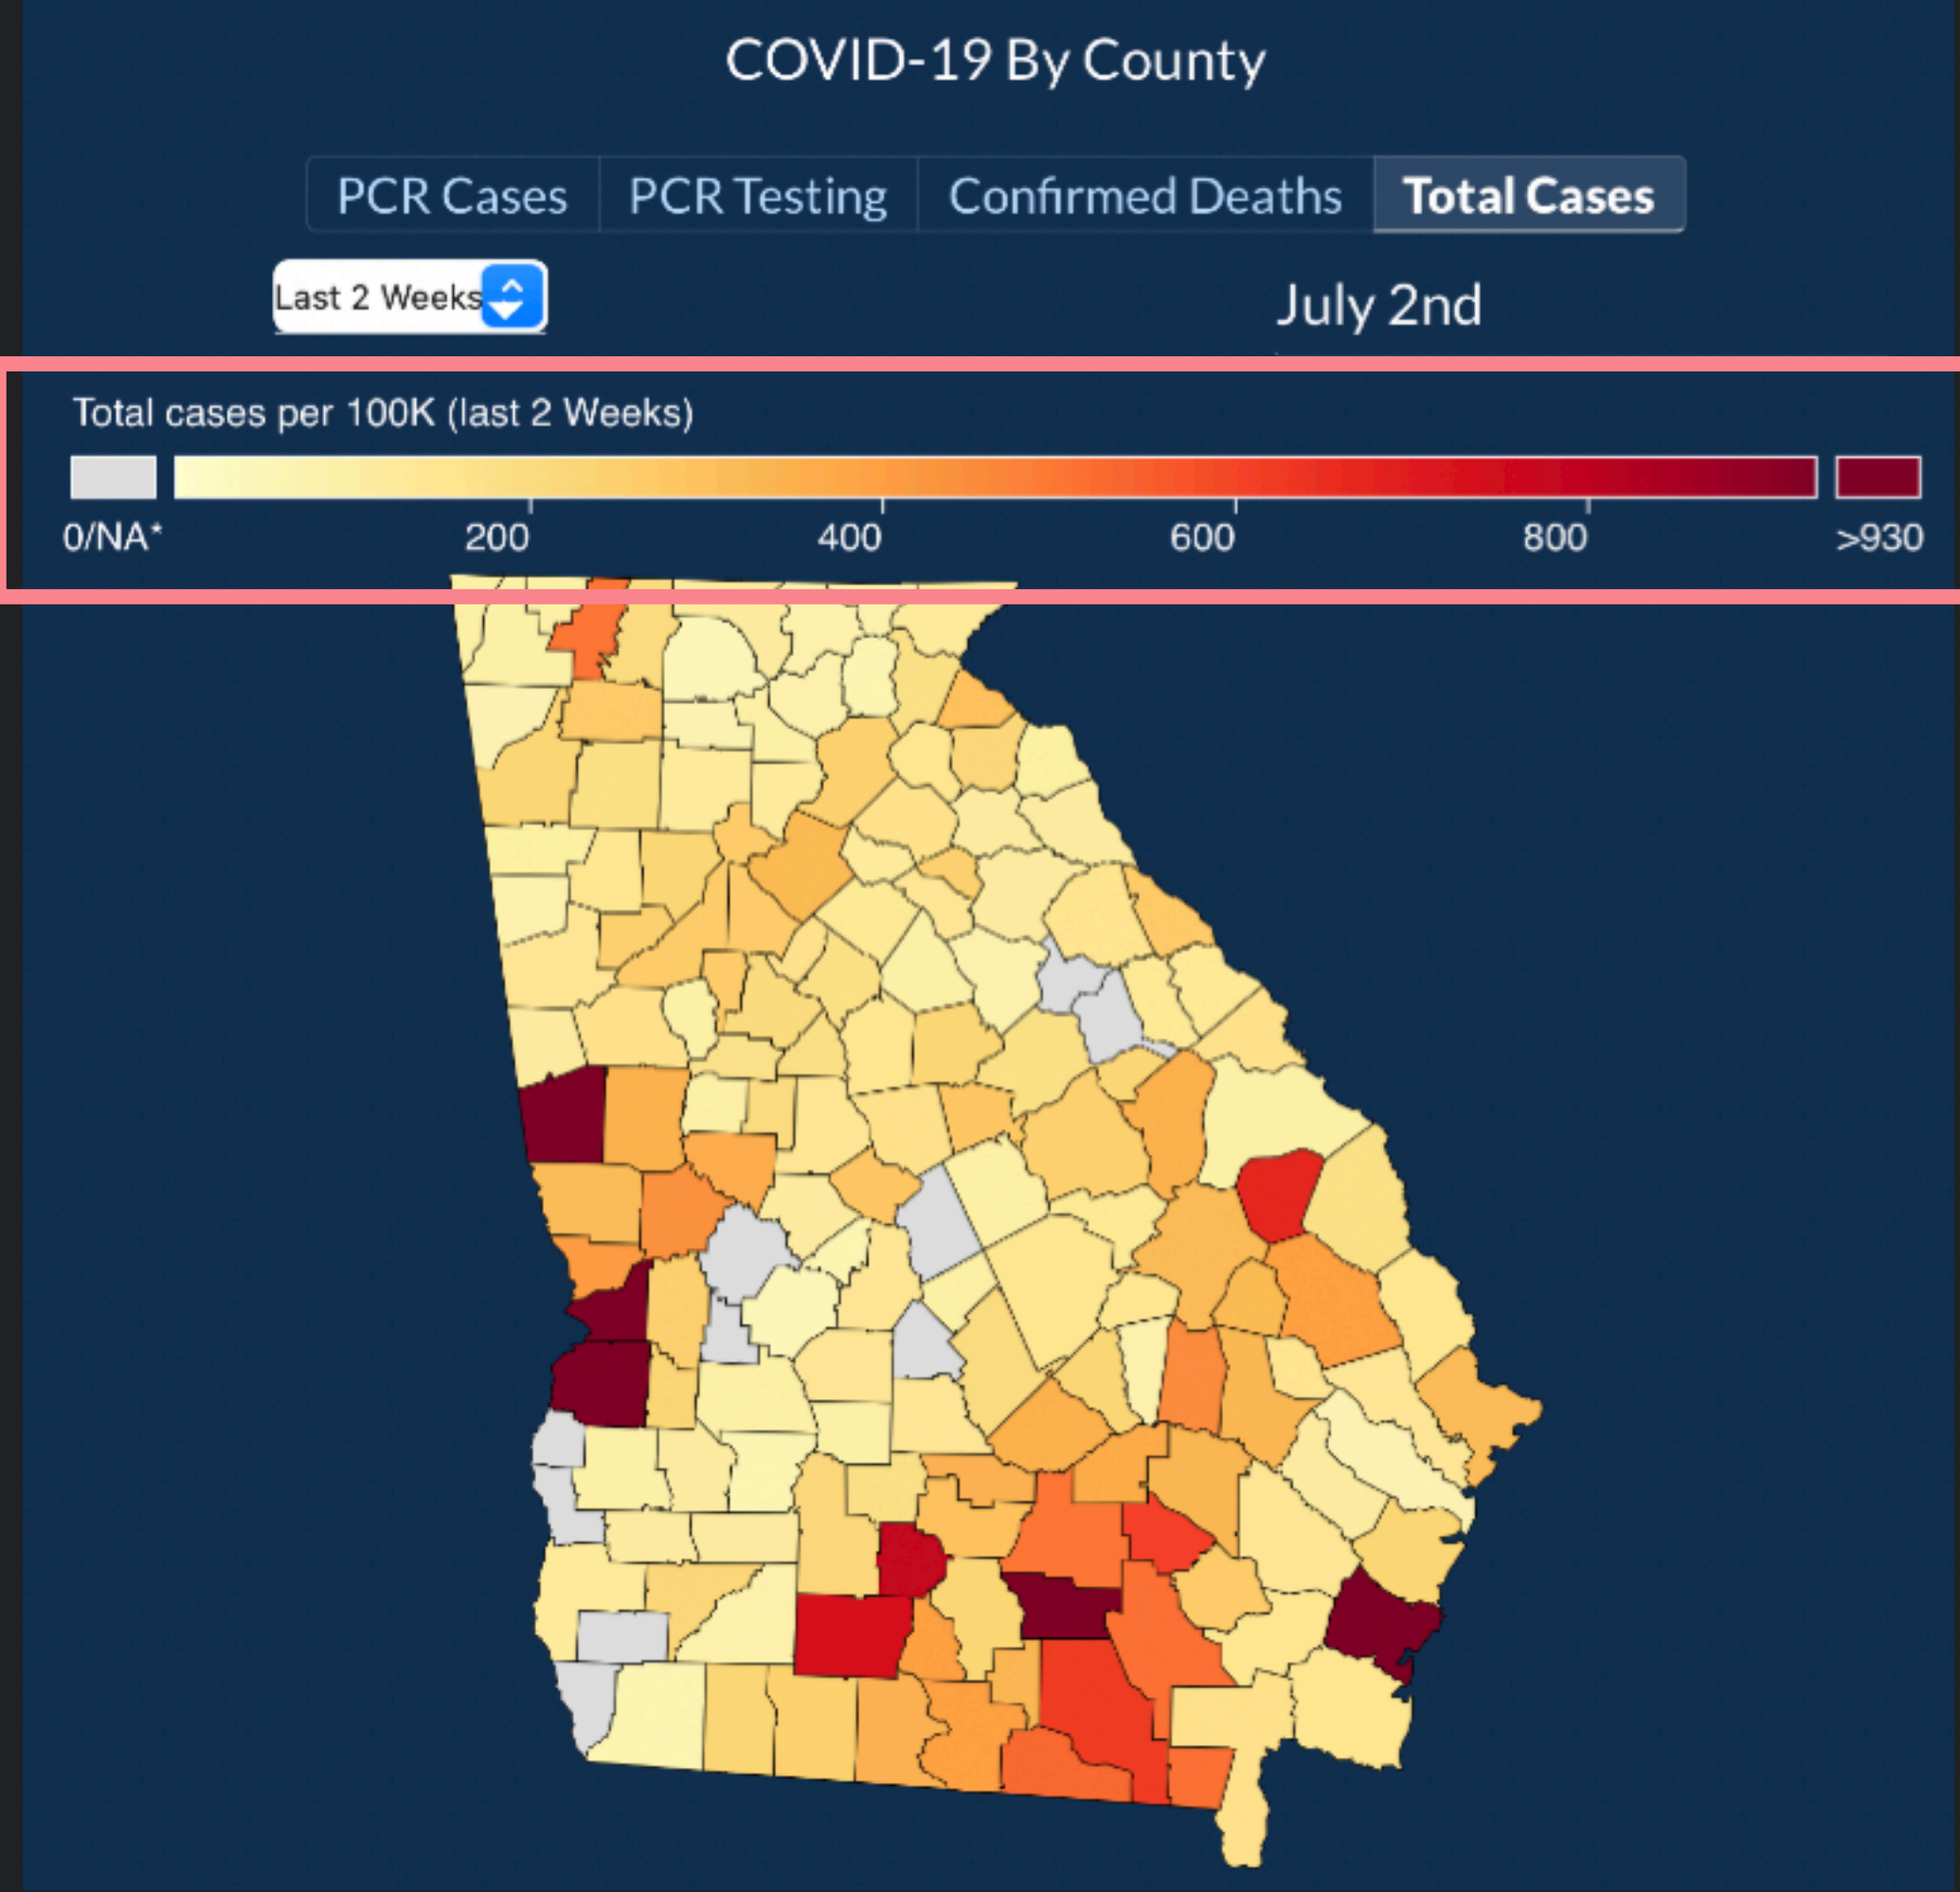 COVID-19 By County
PCR Cases PCR Testing Confirmed Deaths Total Cases
Last 2 Weeks July 2nd
Total cases per 100K (last 2 Weeks)
0/NA* 200 400 600 800 >930